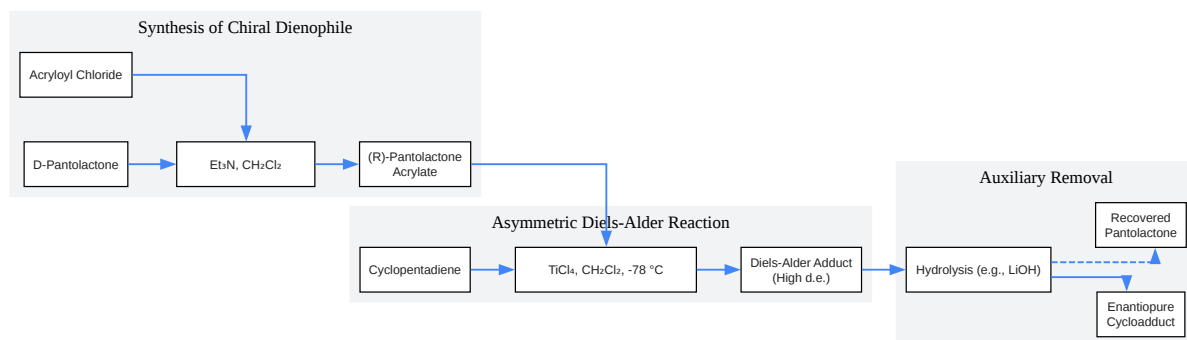 Synthesis of Chiral Dienophile
Acryloyl Chloride
D-Pantolactone
Et₃N, CH₂Cl₂
(R)-Pantolactone
Acrylate
Asymmetric Diels-Alder Reaction
Cyclopentadiene
TiCl₄, CH₂Cl₂, -78 °C
Diels-Alder Adduct
(High d.e.)
Auxiliary Removal
Hydrolysis (e.g., LiOH)
Recovered
Pantolactone
Enantiopure
Cycloadduct